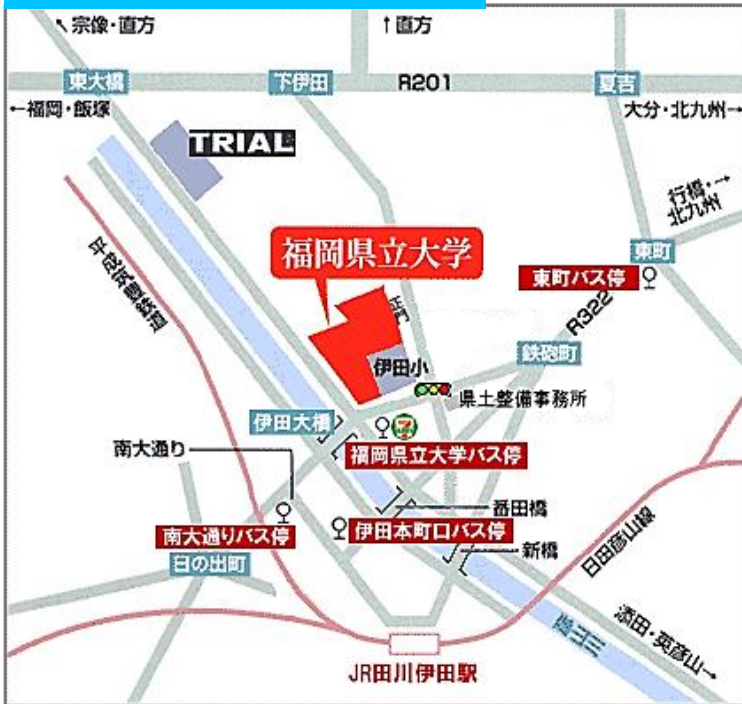 ↖宗像・直方
↑直方
東大橋
下伊田
R201
夏吉
←福岡・飯塚
大分・北九州→
TRIAL
行橋・→
北九州
平成筑豊鉄道
福岡県立大学
東町
東町バス停
R322
伊田小
鉄砲町
県土整備事務所
伊田大橋
南大通り
福岡県立大学バス停
番田橋
南大通りバス停
伊田本町口バス停
新橋
日の出町
日田彦山線
添田・英彦山→
JR田川伊田駅